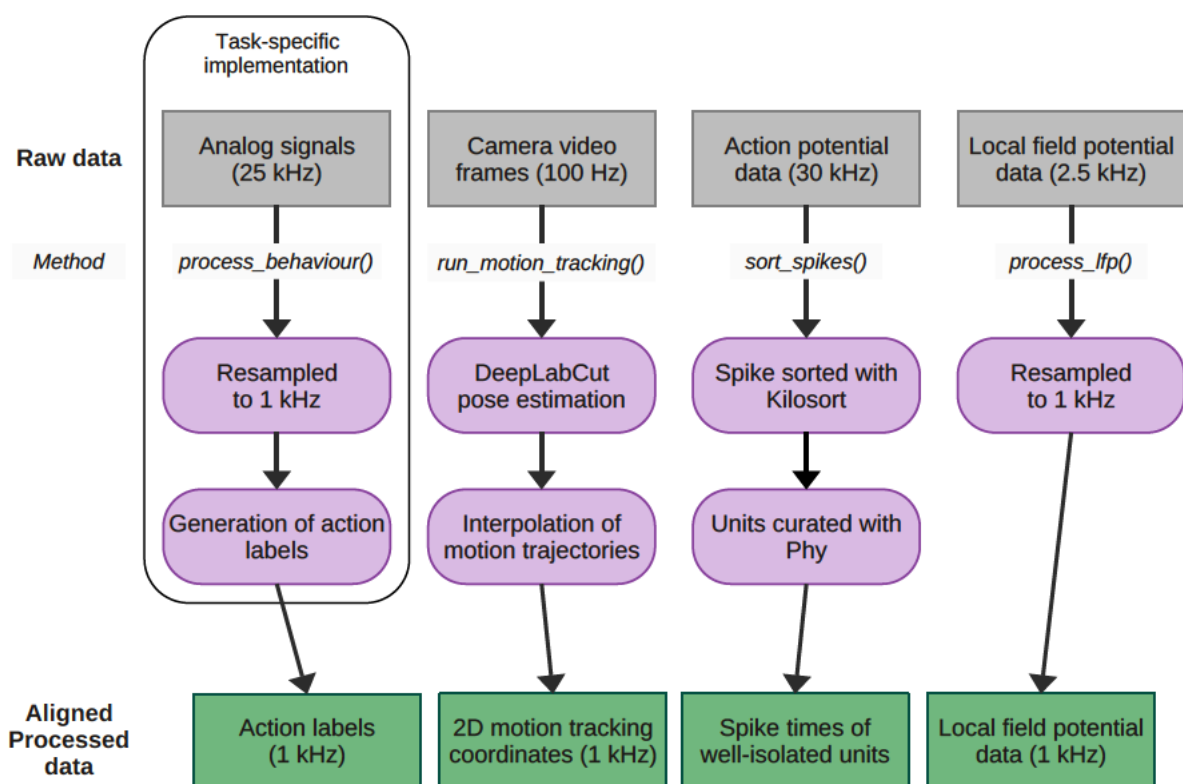 Task-specific
implementation
Raw data
Analog signals
(25 kHz)
Camera video
frames (100 Hz)
Action potential
data (30 kHz)
Local field potential
data (2.5 kHz)
Method
process_behaviour()
run_motion_tracking()
sort_spikes()
process_lfp()
Resampled
to 1 kHz
DeepLabCut
pose estimation
Spike sorted with
Kilosort
Resampled
to 1 kHz
Generation of action
labels
Interpolation of
motion trajectories
Units curated with
Phy
Aligned
Processed
data
Action labels
(1 kHz)
2D motion tracking
coordinates (1 kHz)
Spike times of
well-isolated units
Local field potential
data (1 kHz)